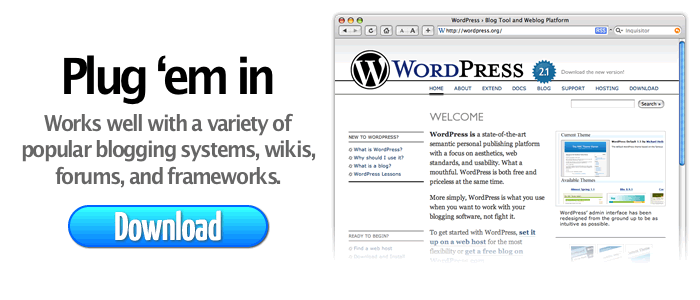 Plug ‘em in
Works well with a variety of
popular blogging systems, wikis,
forums, and frameworks.
Download
WordPress › Blog Tool and Weblog Platform
A A
http://wordpress.org/
RSS
Inquisitor
WORDPRESS
2.1
Download the new version!
HOME ABOUT EXTEND DOCS BLOG SUPPORT HOSTING DOWNLOAD
Search »
WELCOME
NEW TO WORDPRESS?
What is WordPress?
Why should I use it?
What is a blog?
WordPress Lessons
READY TO BEGIN?
Find a web host
Download and Install
WordPress is a state-of-the-art
semantic personal publishing platform
with a focus on aesthetics, web
standards, and usability. What a
mouthful. WordPress is both free and
priceless at the same time.
More simply, WordPress is what you use
when you want to work with your
blogging software, not fight it.
To get started with WordPress, set it
up on a web host for the most
flexibility or get a free blog on
WordPress.com
Current Theme
Available Themes
WordPress' admin interface has been
redesigned from the ground up to be as
intuitive as possible.